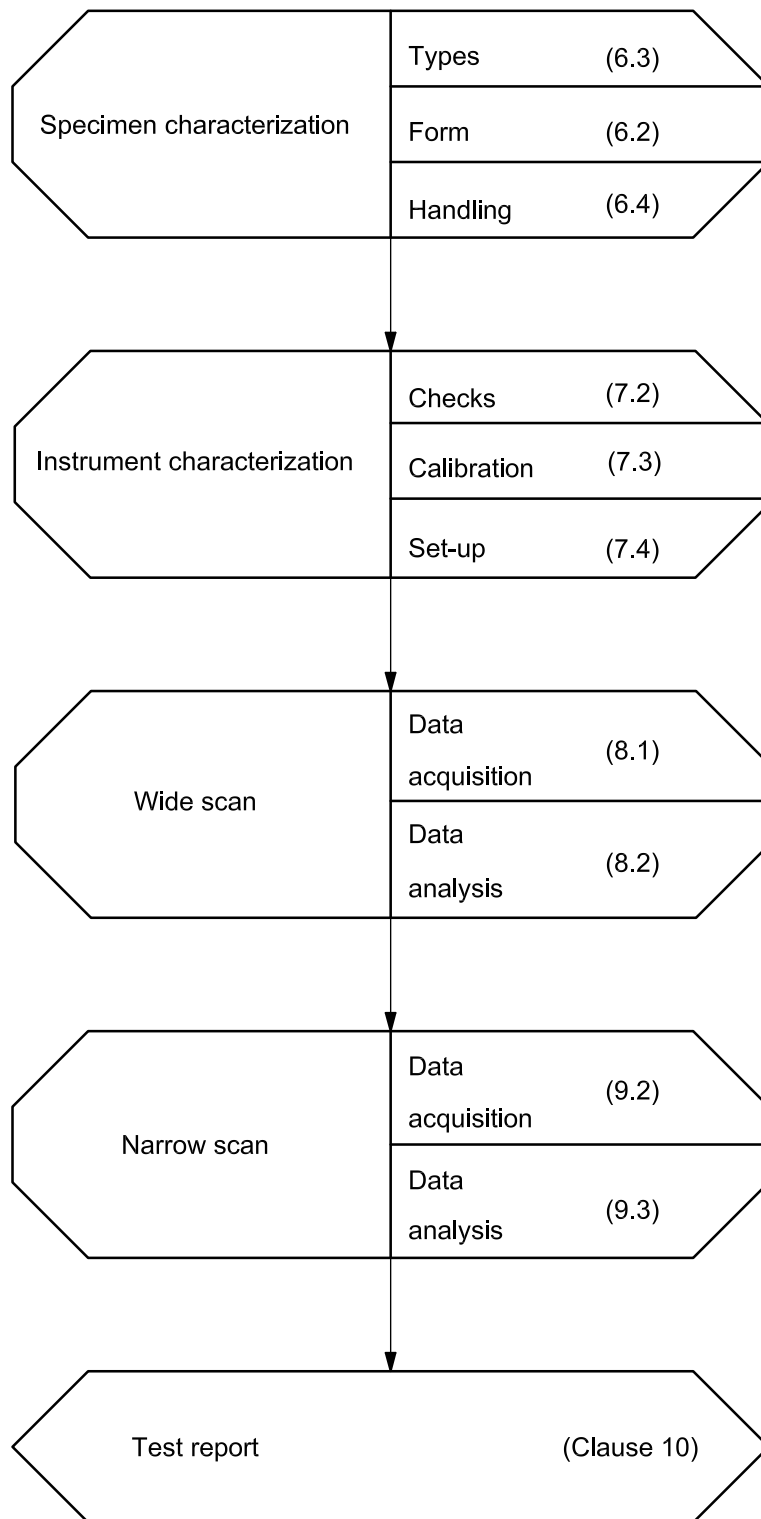 Types (6.3)
Specimen characterization
Form (6.2)
Handling (6.4)
Checks (7.2)
Instrument characterization
Calibration (7.3)
Set-up (7.4)
Data
acquisition
(8.1)
Wide scan
Data
analysis
(8.2)
Data
acquisition
(9.2)
Narrow scan
Data
analysis
(9.3)
Test report (Clause 10)